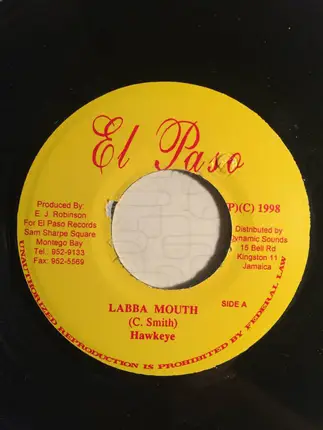 El Paso
Produced By:
E. J. Robinson
For El Paso Records
Sam Sharpe Square
Montego Bay
Tel: 952-9133
Fax: 952-5569
P)(C) 1998
Distributed by
Dynamic Sounds
15 Bell Rd
Kingston 11
Jamaica
LABBA MOUTH
(C. Smith)
Hawkeye
SIDE A
UNAUTHORIZED REPRODUCTION IS PROHIBITED BY FEDERAL LAW